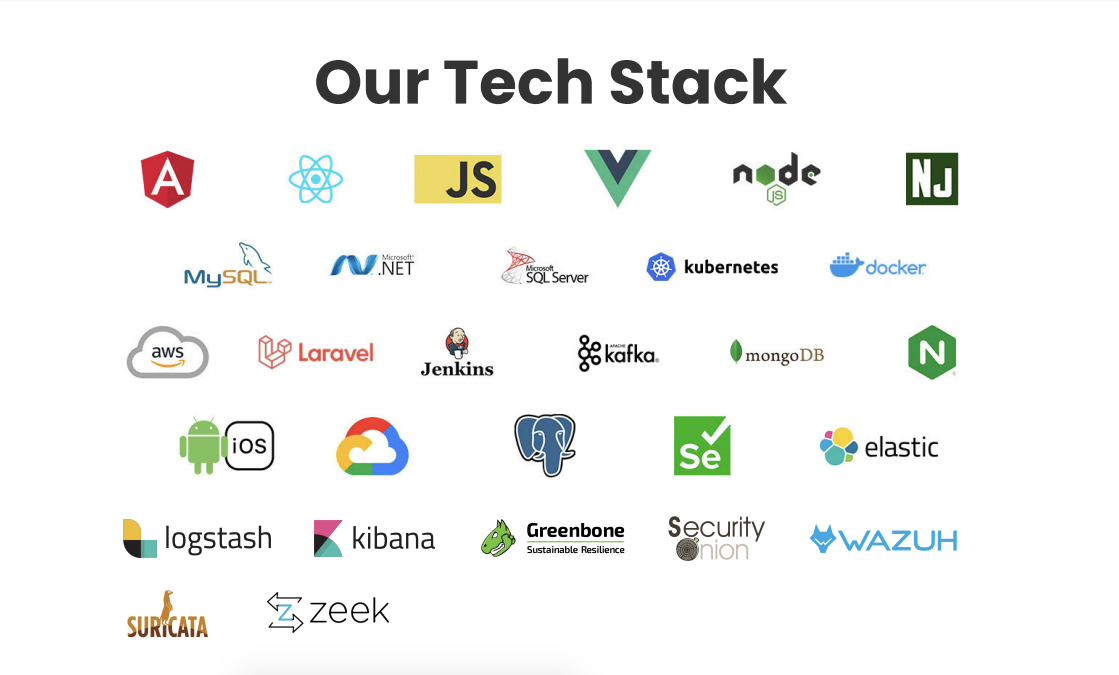 Our Tech Stack
A
JS
node
JS
NJ
MySQL
Microsoft
.NET
Microsoft
SQL Server
kubernetes
docker
aws
Laravel
Jenkins
APACHE
kafka®
mongoDB
N
®
iOS
Se
elastic
logstash
kibana
Greenbone
Sustainable Resilience
Security
Onion
WAZUH
SURICATA
Z zeek